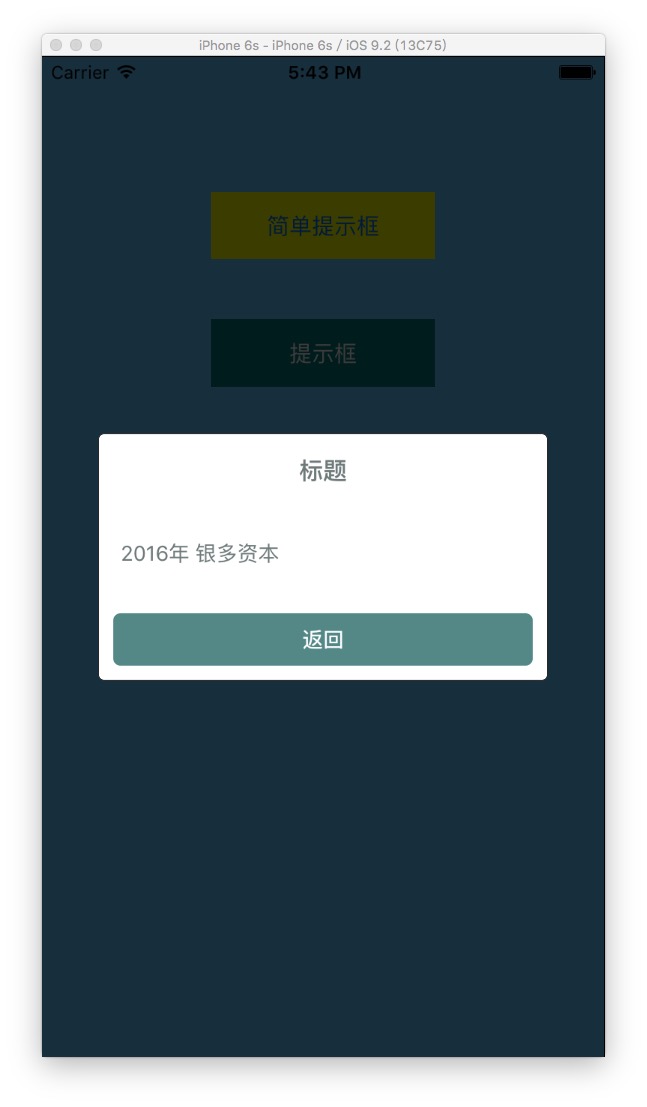 iPhone 6s - iPhone 6s / iOS 9.2 (13C75)
Carrier 5:43 PM
简单提示框
提示框
标题
2016年 银多资本
返回